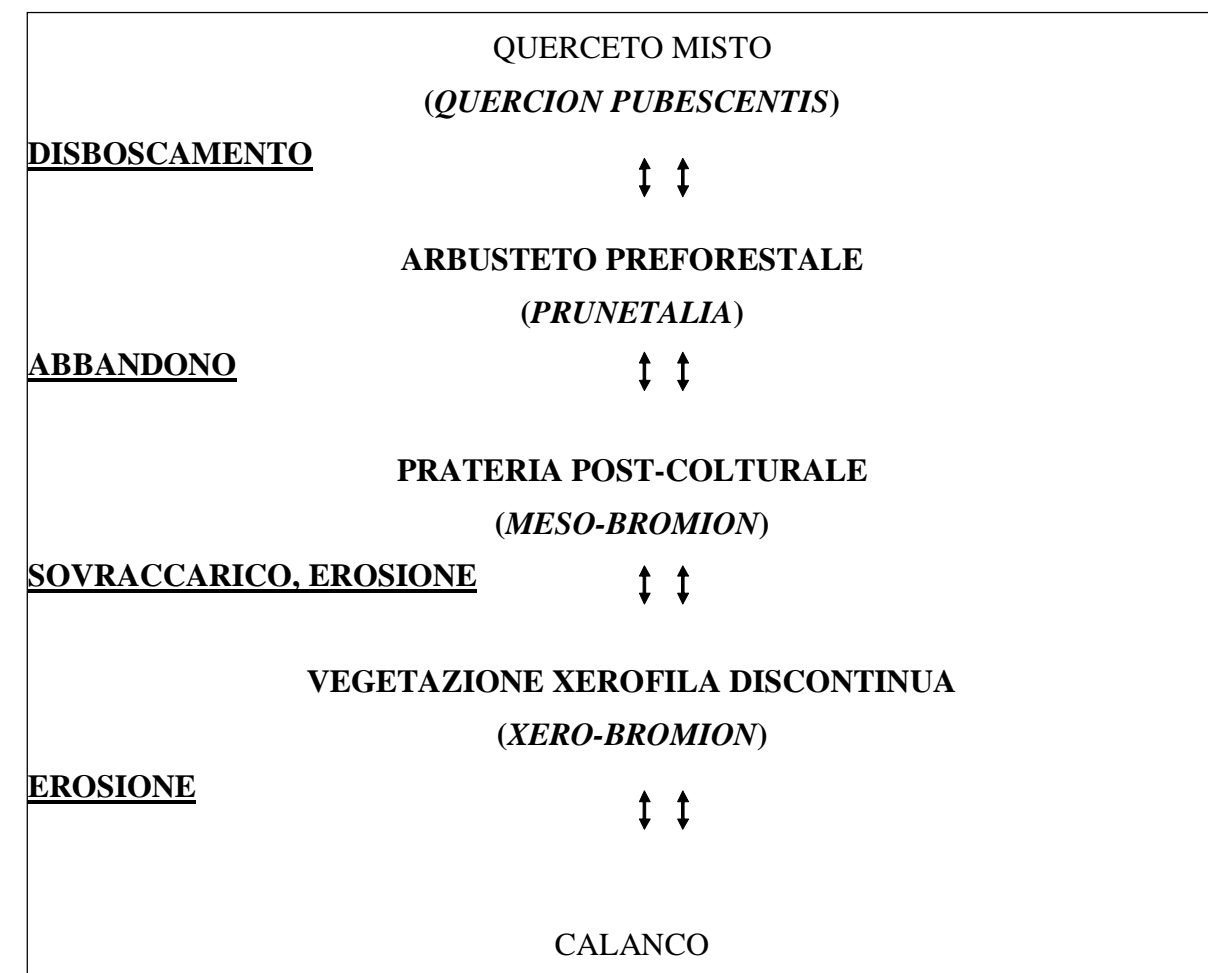 QUERCETO MISTO
(QUERCION PUBESCENTIS)
DISBOSCAMENTO
ARBUSTETO PREFORESTALE
(PRUNETALIA)
ABBANDONO
PRATERIA POST-COLTURALE
(MESO-BROMION)
SOVRACCARICO, EROSIONE
VEGETAZIONE XEROFILA DISCONTINUA
(XERO-BROMION)
EROSIONE
CALANCO